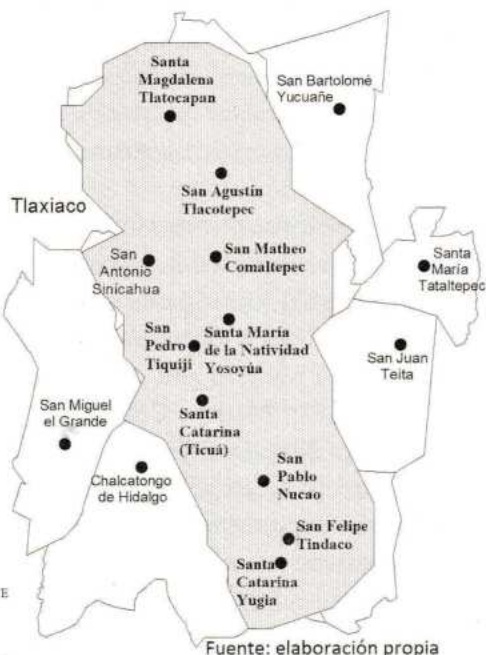 Santa
Magdalena
Tlatocapan
San Bartolomé
Yucuañe
San Agustín
Tlacotepec
Tlaxiaco
San
Antonio
Sinicahua
San Matheo
Comaltepec
Santa
María
Tataltepec
San
Pedro
Tiquiji
Santa María
de la Natividad
Yosoyúa
San Juan
Teita
Santa
Catarina
(Ticuá)
San Miguel
el Grande
Chalcatongo
de Hidalgo
San
Pablo
Nucao
San Felipe
Tindaco
Santa
Catarina
Yugia
Fuente: elaboración propia